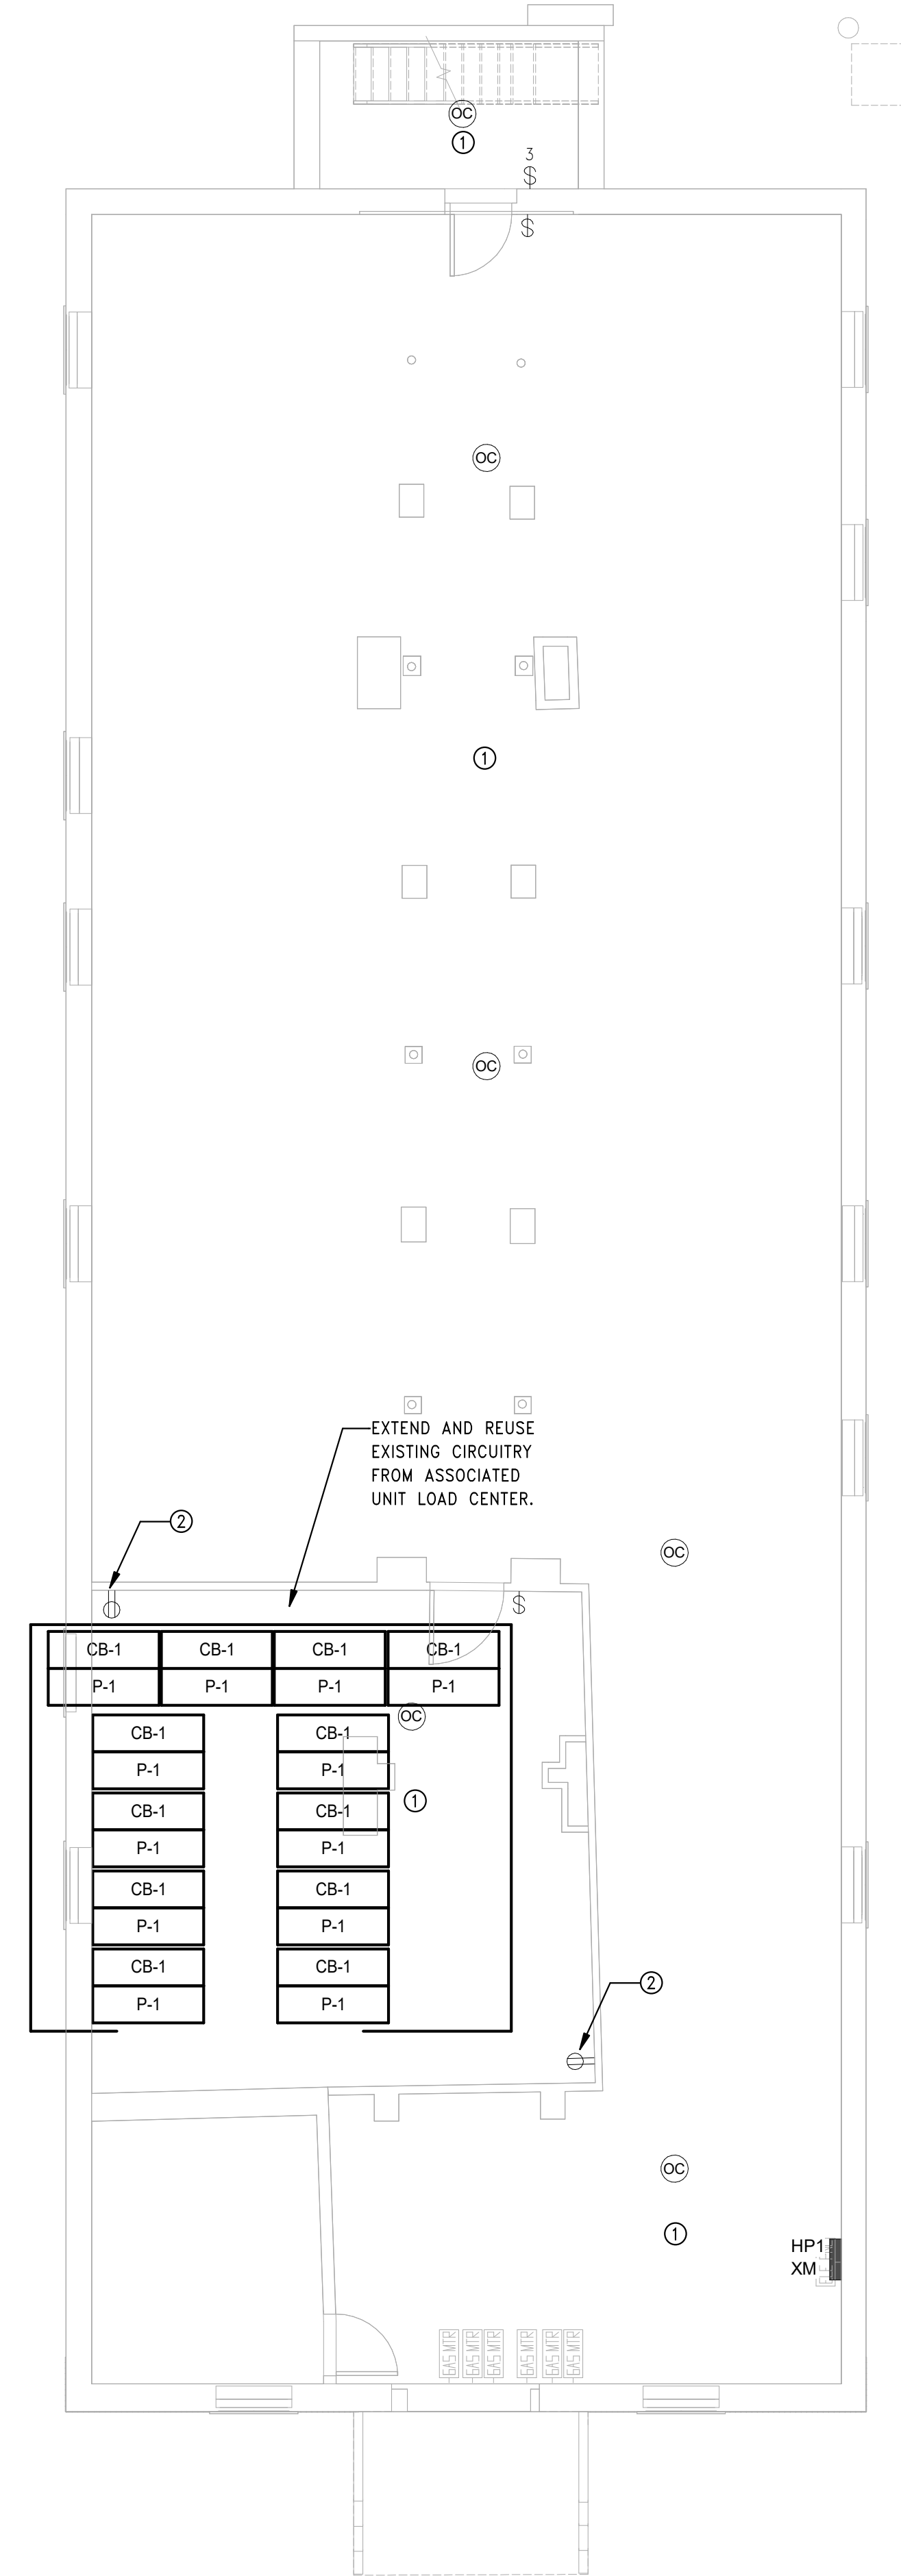 OC
1
3
$
$
OC
1
OC
EXTEND AND REUSE
EXISTING CIRCUITRY
FROM ASSOCIATED
UNIT LOAD CENTER.
2
OC
$
CB-1 CB-1 CB-1 CB-1
P-1 P-1 P-1 P-1
OC
CB-1 CB-1
P-1 P-1
1
CB-1 CB-1
P-1 P-1
CB-1 CB-1
P-1 P-1
CB-1 CB-1
P-1 P-1
2
OC
1
HP1
XM
GAS MTR GAS MTR GAS MTR GAS MTR GAS MTR GAS MTR